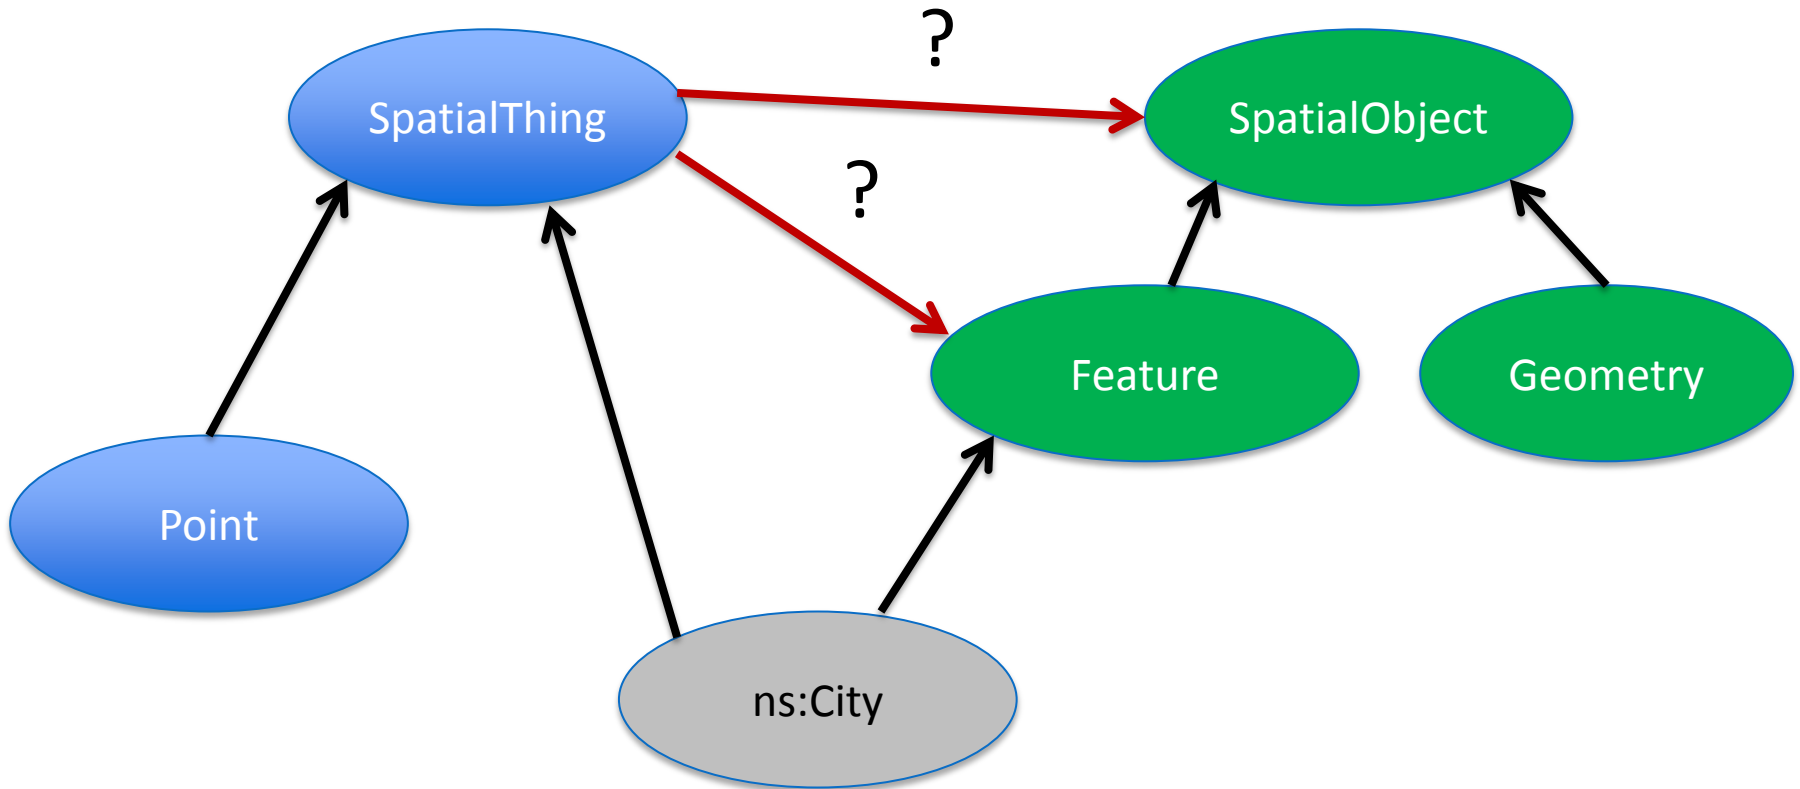 ?
SpatialThing
SpatialObject
?
Feature
Geometry
Point
ns:City